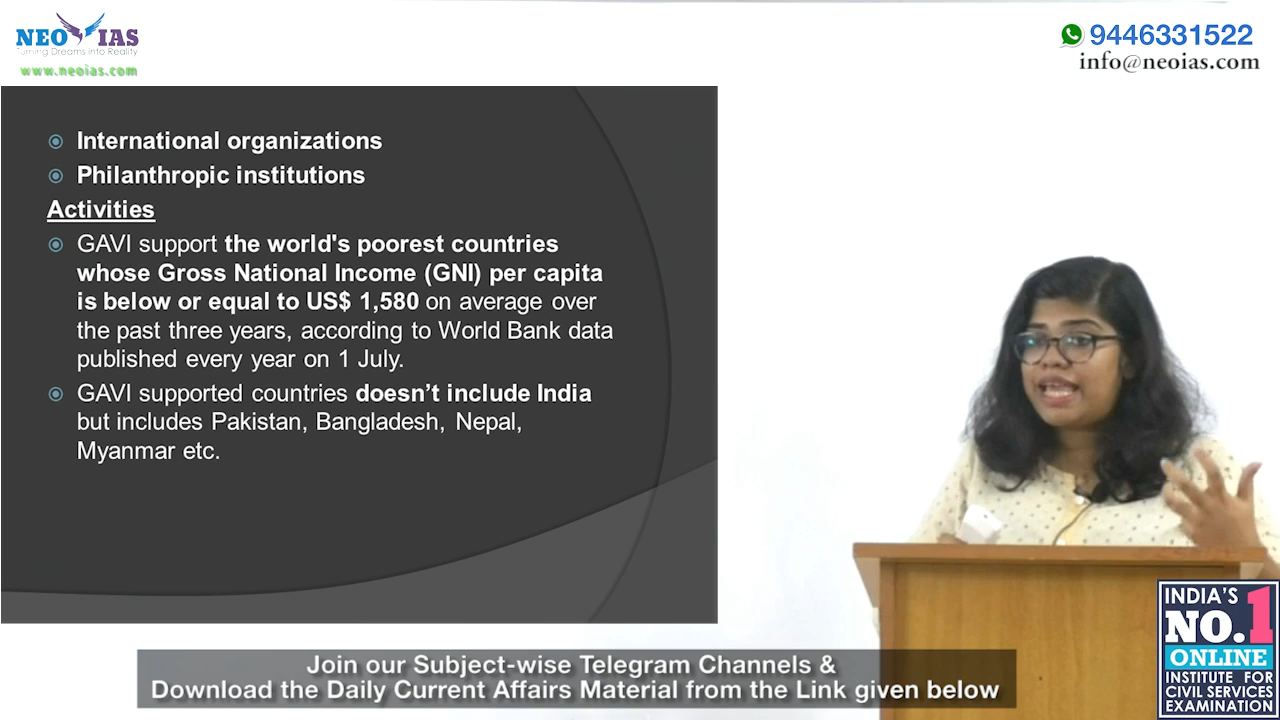 NEO IAS
Turning Dreams into Reality
www.neoias.com
9446331522
info@neoias.com
International organizations
Philanthropic institutions
Activities
GAVI support the world's poorest countries
whose Gross National Income (GNI) per capita
is below or equal to US$ 1,580 on average over
the past three years, according to World Bank data
published every year on 1 July.
GAVI supported countries doesn’t include India
but includes Pakistan, Bangladesh, Nepal,
Myanmar etc.
INDIA'S
NO.1
ONLINE
INSTITUTE FOR
CIVIL SERVICES
EXAMINATION
Join our Subject-wise Telegram Channels &
Download the Daily Current Affairs Material from the Link given below